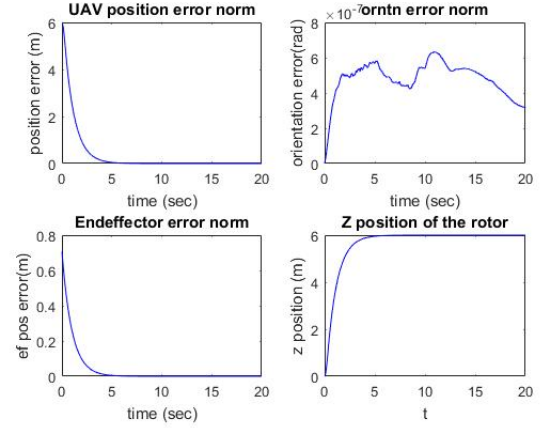 UAV position error norm
position error (m)
6
4
2
0
0 5 10 15 20
time (sec)
×10-7 orntn error norm
orientation error(rad)
8
6
4
2
0
0 5 10 15 20
time (sec)
Endeffector error norm
ef pos error(m)
0.8
0.6
0.4
0.2
0
0 5 10 15 20
time (sec)
Z position of the rotor
z position (m)
6
4
2
0
0 5 10 15 20
t